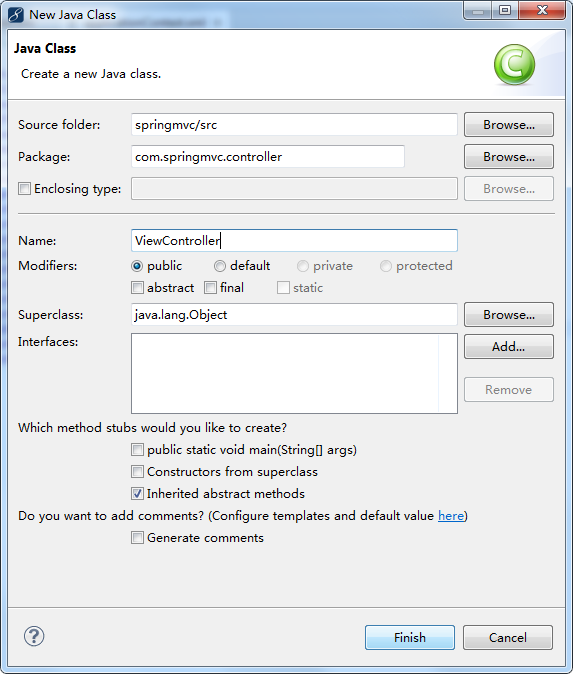 New Java Class
Java Class
Create a new Java class.
Source folder: springmvc/src Browse...
Package: com.springmvc.controller Browse...
Enclosing type: Browse...
Name: ViewController
Modifiers: public default private protected
abstract final static
Superclass: java.lang.Object Browse...
Interfaces: Add...
Remove
Which method stubs would you like to create?
public static void main(String[] args)
Constructors from superclass
Inherited abstract methods
Do you want to add comments? (Configure templates and default value here)
Generate comments
Finish Cancel